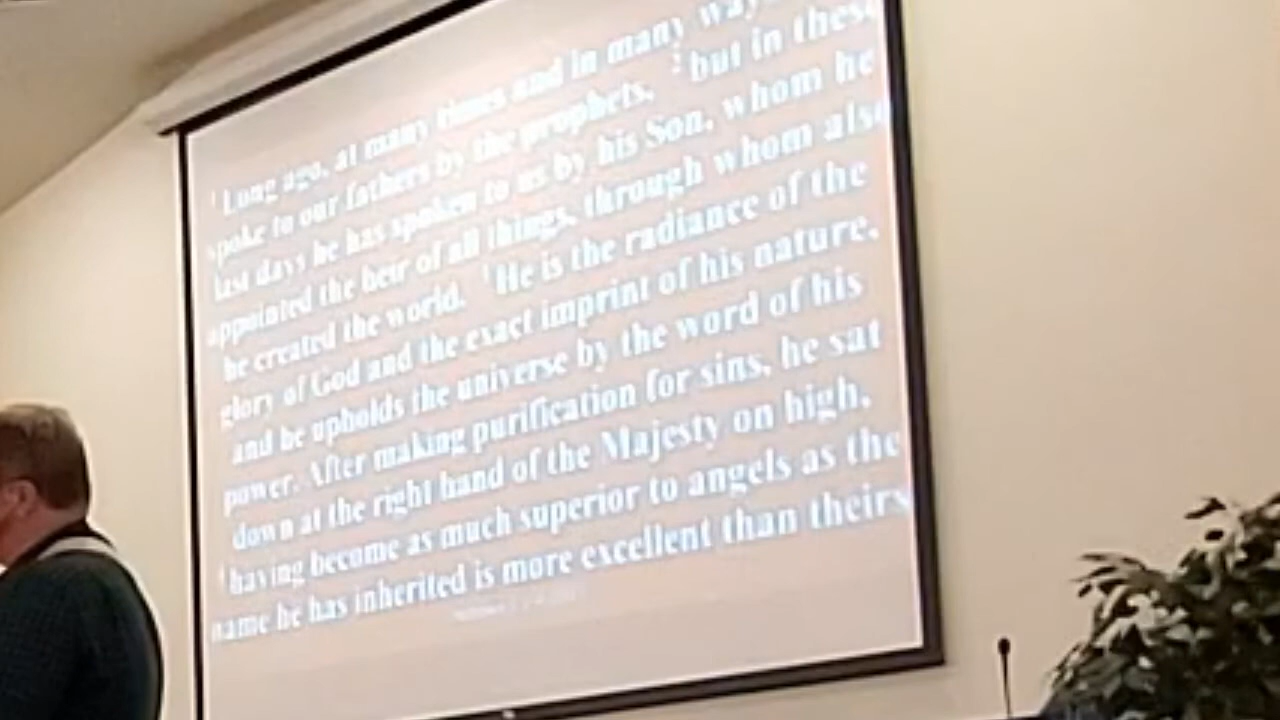 ¹ Long ago, at many times and in many ways
spoke to our fathers by the prophets, ² but in these
last days he has spoken to us by his Son, whom he
appointed the heir of all things, through whom also
he created the world. ³ He is the radiance of the
glory of God and the exact imprint of his nature,
and he upholds the universe by the word of his
power. After making purification for sins, he sat
down at the right hand of the Majesty on high,
⁴ having become as much superior to angels as the
name he has inherited is more excellent than theirs